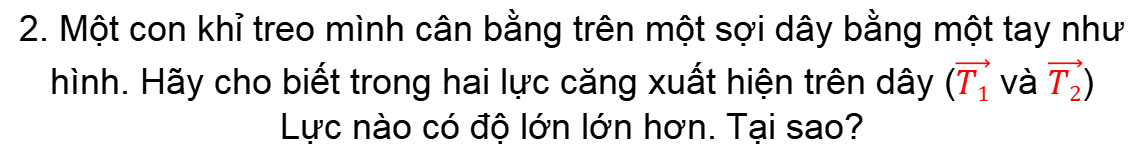 2. Một con khỉ treo mình cân bằng trên một sợi dây bằng một tay như
hình. Hãy cho biết trong hai lực căng xuất hiện trên dây (T⃗₁ và T⃗₂)
Lực nào có độ lớn lớn hơn. Tại sao?